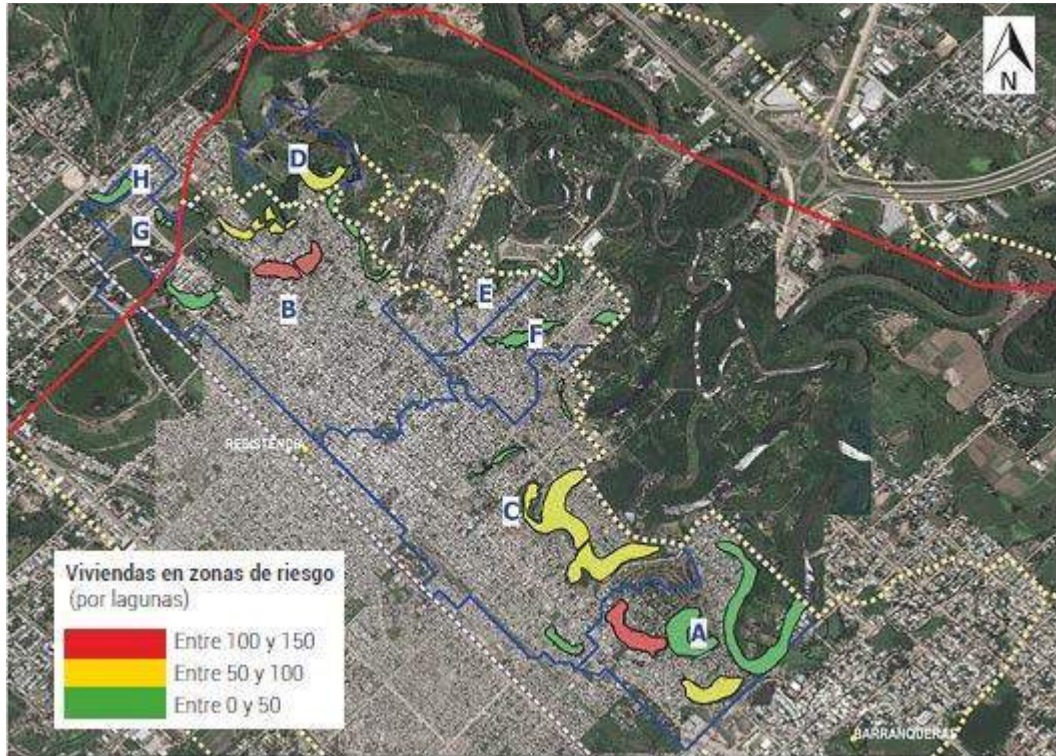 N
D
H
G
E
B
F
RESISTENCIA
C
A
Viviendas en zonas de riesgo
(por lagunas)
Entre 100 y 150
Entre 50 y 100
Entre 0 y 50
BARRANQUERAS